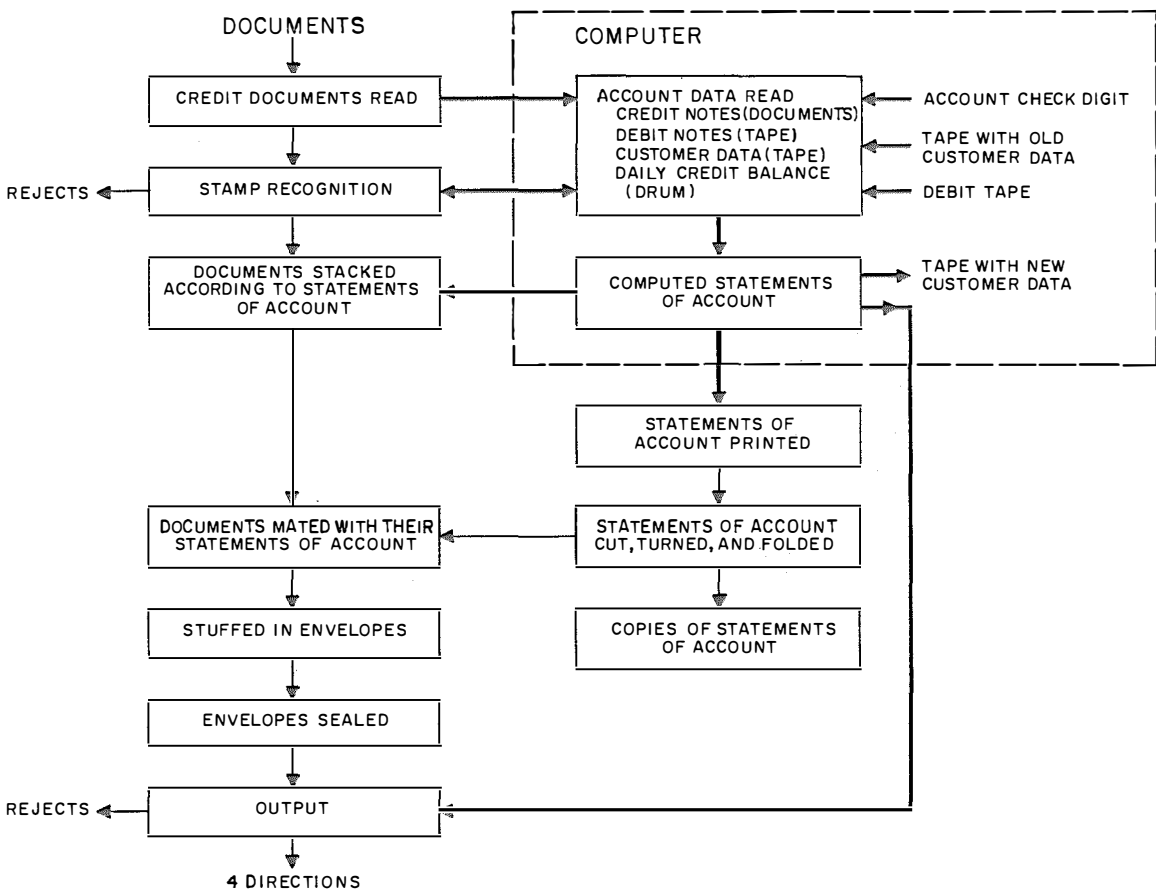 DOCUMENTS
COMPUTER
CREDIT DOCUMENTS READ
ACCOUNT DATA READ
CREDIT NOTES (DOCUMENTS)
DEBIT NOTES (TAPE)
CUSTOMER DATA (TAPE)
DAILY CREDIT BALANCE
(DRUM)
ACCOUNT CHECK DIGIT
TAPE WITH OLD
CUSTOMER DATA
DEBIT TAPE
REJECTS
STAMP RECOGNITION
DOCUMENTS STACKED
ACCORDING TO STATEMENTS
OF ACCOUNT
COMPUTED STATEMENTS
OF ACCOUNT
TAPE WITH NEW
CUSTOMER DATA
STATEMENTS OF
ACCOUNT PRINTED
DOCUMENTS MATED WITH THEIR
STATEMENTS OF ACCOUNT
STATEMENTS OF ACCOUNT
CUT, TURNED, AND FOLDED
STUFFED IN ENVELOPES
COPIES OF STATEMENTS
OF ACCOUNT
ENVELOPES SEALED
REJECTS
OUTPUT
4 DIRECTIONS